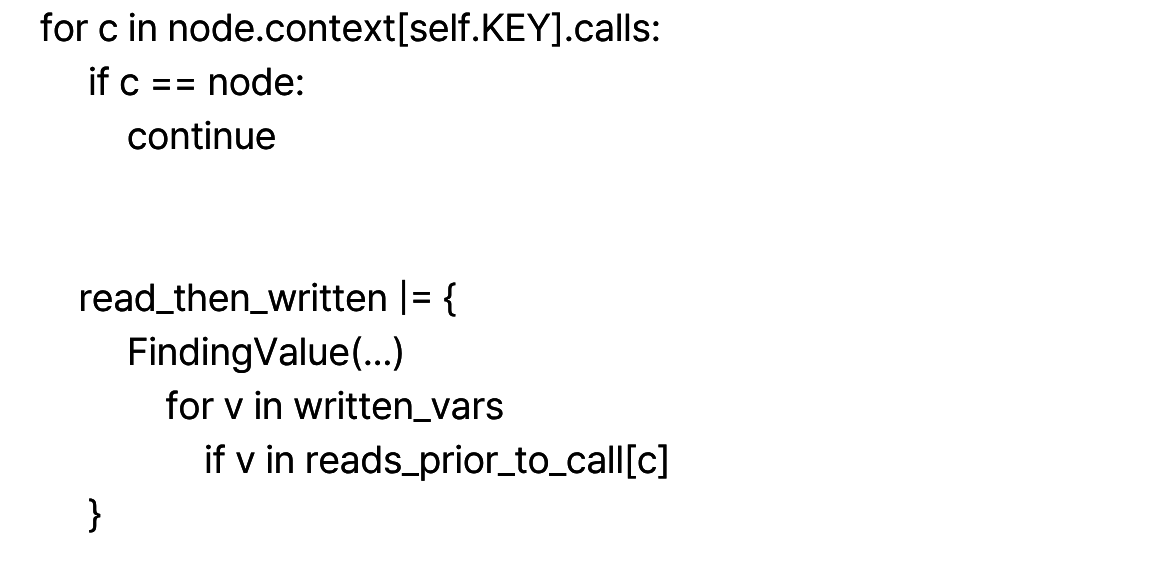 for c in node.context[self.KEY].calls:
if c == node:
continue
read_then_written |= {
FindingValue(...)
for v in written_vars
if v in reads_prior_to_call[c]
}